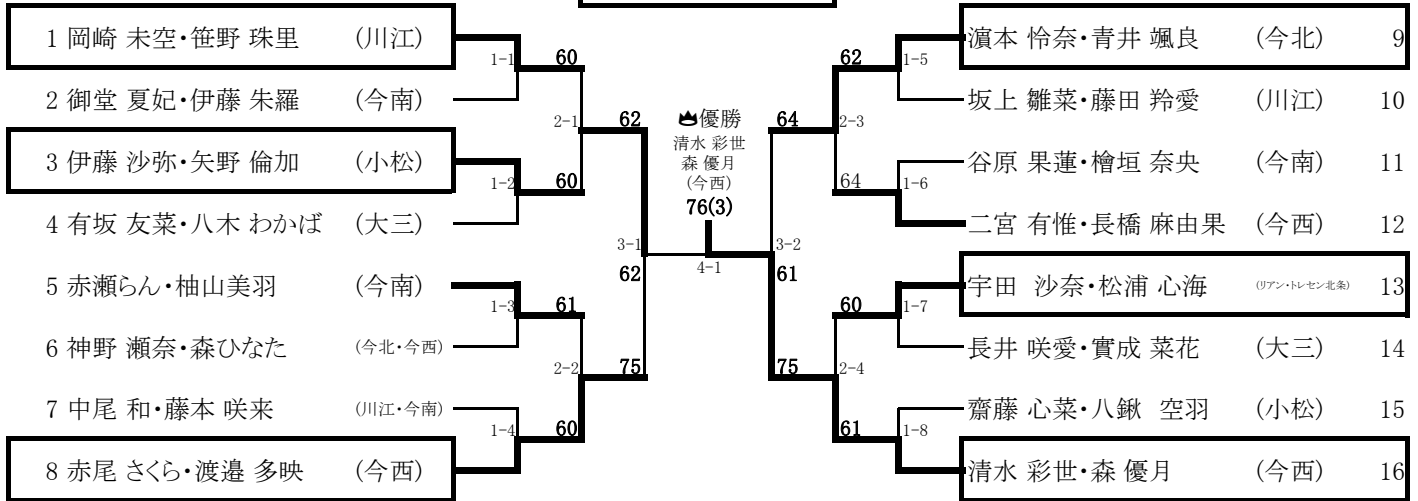 1 岡崎 未空・笹野 珠里 (川江)
2 御堂 夏妃・伊藤 朱羅 (今南)
3 伊藤 沙弥・矢野 倫加 (小松)
4 有坂 友菜・八木 わかば (大三)
5 赤瀬らん・柚山美羽 (今南)
6 神野 瀬奈・森ひなた (今北・今西)
7 中尾 和・藤本 咲来 (川江・今南)
8 赤尾 さくら・渡邉 多映 (今西)
1-1
1-2
1-3
1-4
60
60
61
60
2-1
2-2
62
75
3-1
62
優勝
清水 彩世
森 優月
(今西)
76(3)
4-1
64
3-2
61
75
62
2-3
64
60
2-4
61
1-5
1-6
1-7
1-8
濵本 怜奈・青井 颯良 (今北) 9
坂上 雛菜・藤田 羚愛 (川江) 10
谷原 果蓮・檜垣 奈央 (今南) 11
二宮 有惟・長橋 麻由果 (今西) 12
宇田 沙奈・松浦 心海 (リアン・トレセン北条) 13
長井 咲愛・實成 菜花 (大三) 14
齋藤 心菜・八鍬 空羽 (小松) 15
清水 彩世・森 優月 (今西) 16